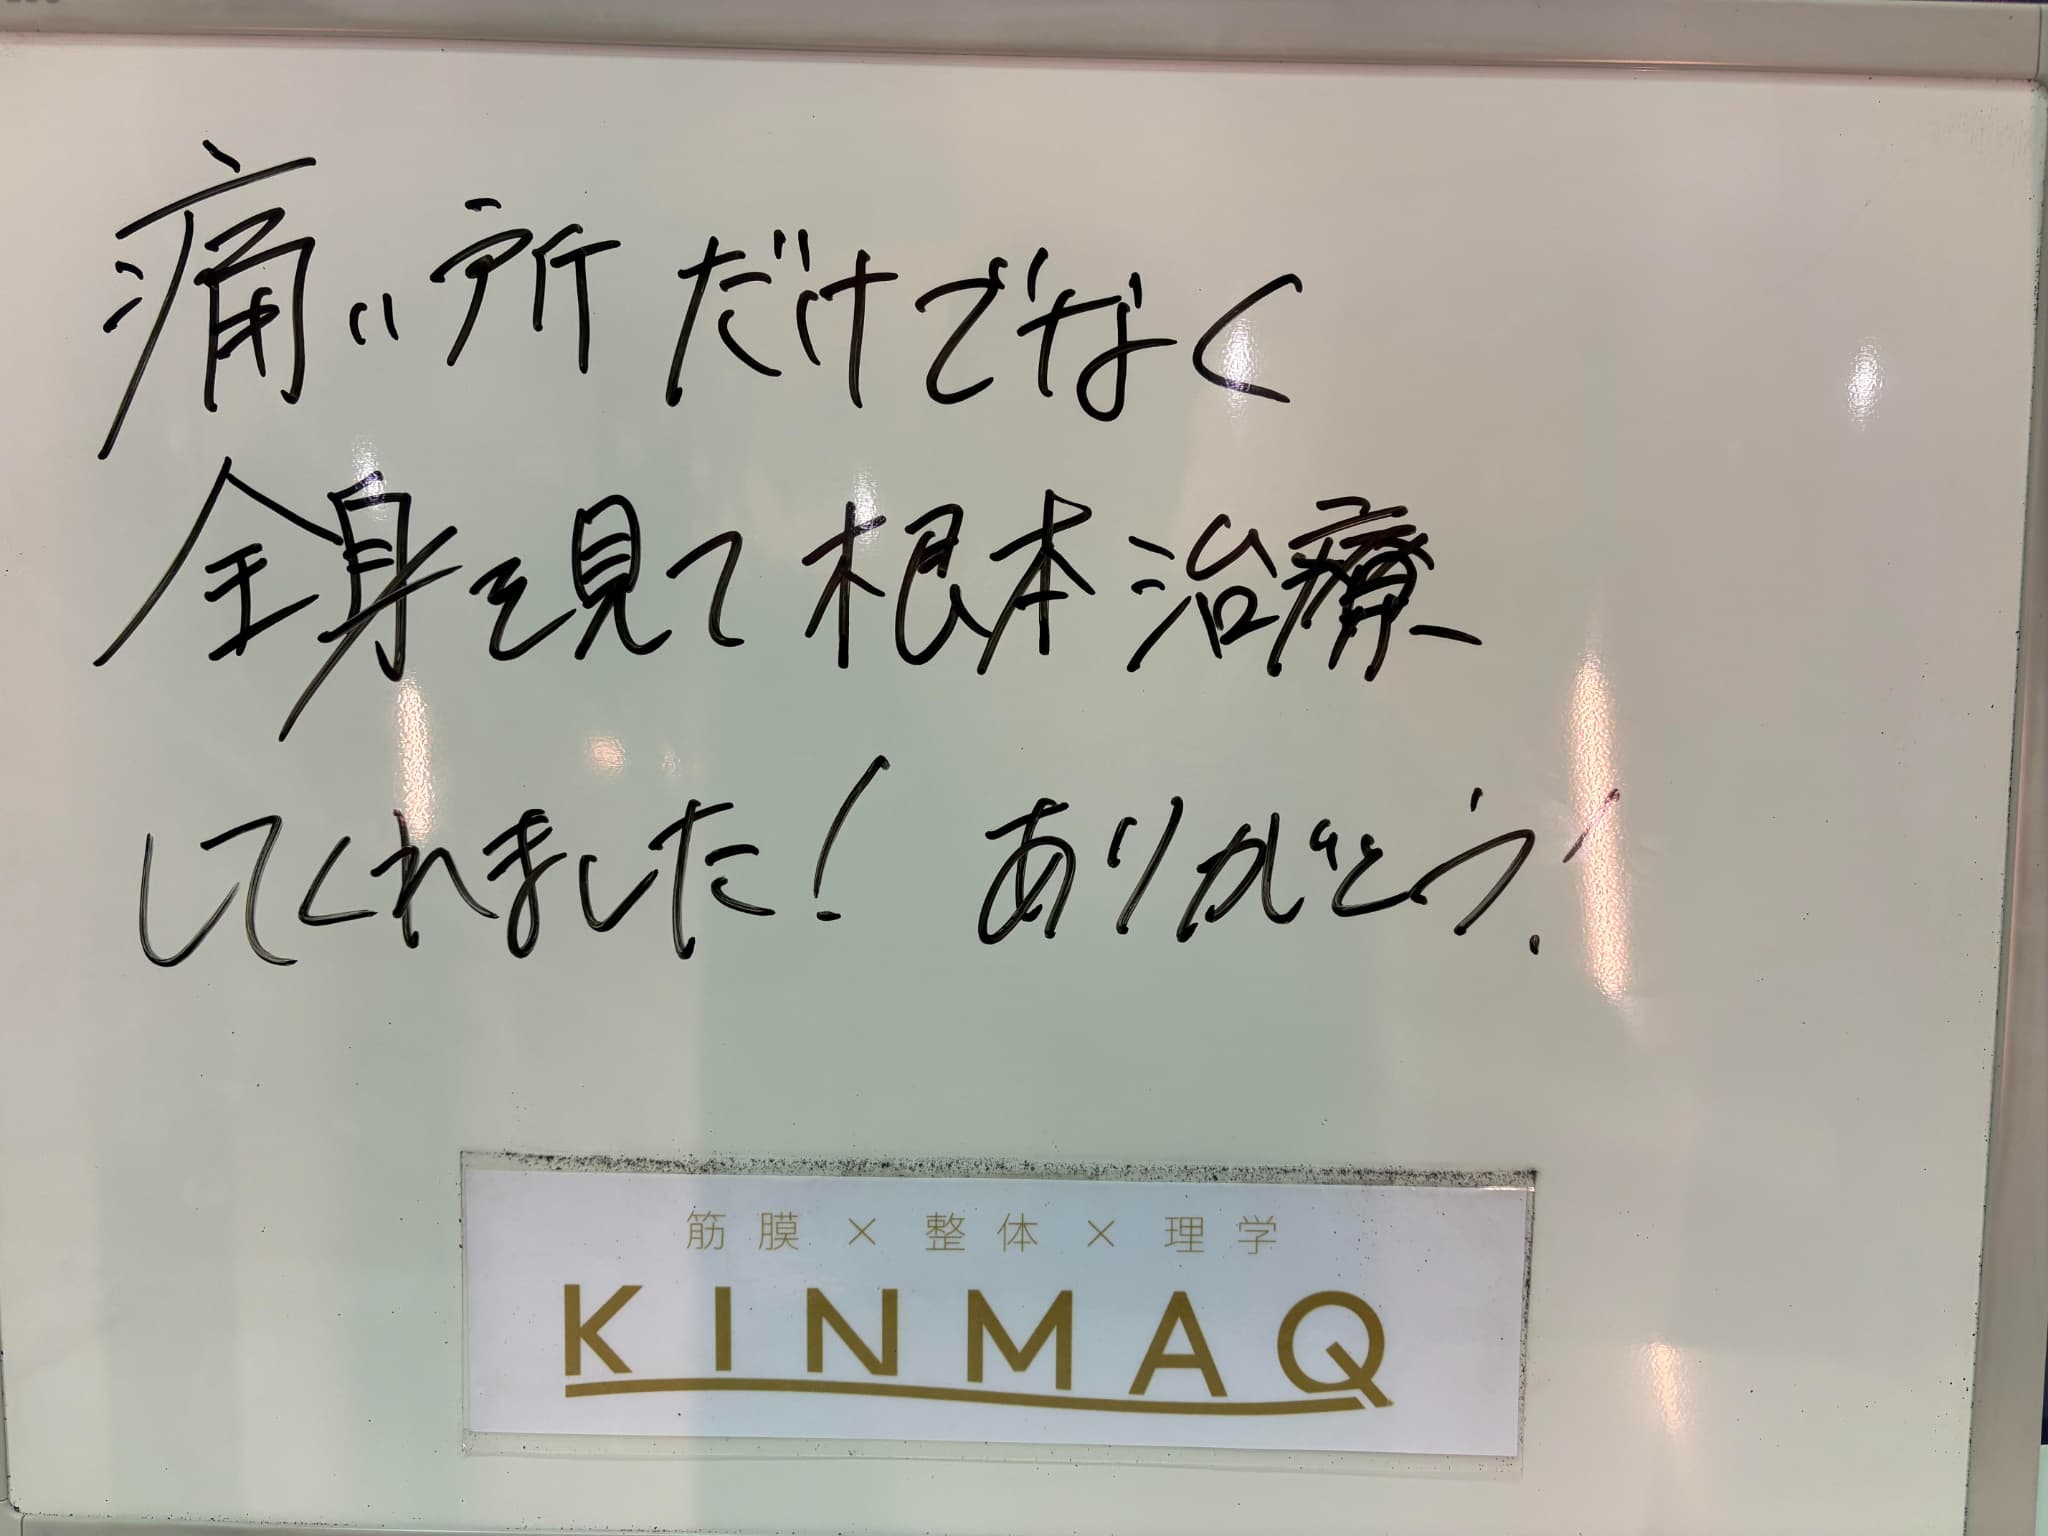 痛い所だけでなく
全身を見て根本治療
してくれました！ ありがとう！
筋膜×整体×理学
KINMAQ